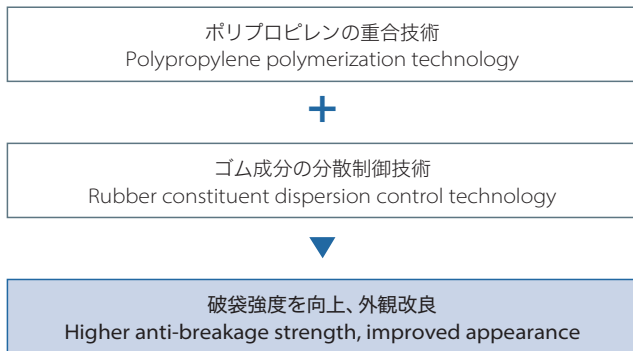 ポリプロピレンの重合技術
Polypropylene polymerization technology
+
ゴム成分の分散制御技術
Rubber constituent dispersion control technology
破袋強度を向上、外観改良
Higher anti-breakage strength, improved appearance